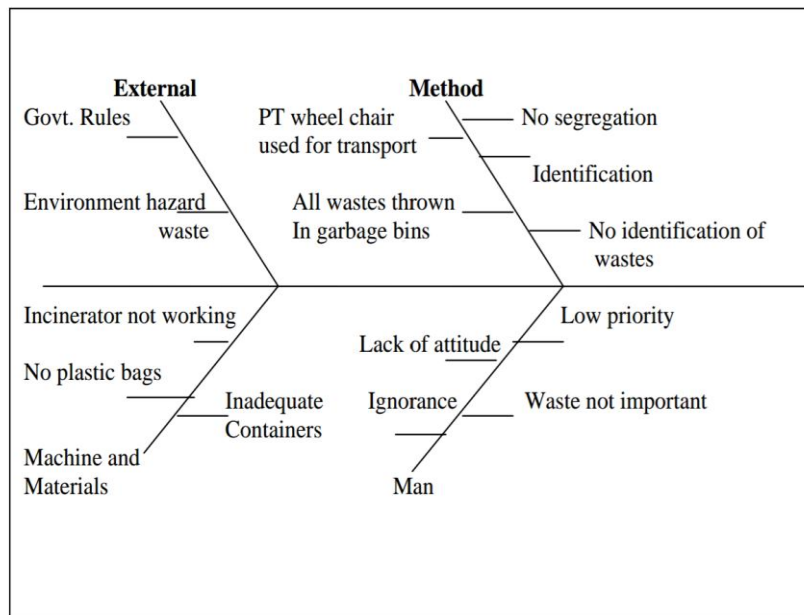 External
Govt. Rules
Environment hazard
waste
Method
PT wheel chair
used for transport
No segregation
Identification
All wastes thrown
In garbage bins
No identification of
wastes
Incinerator not working
No plastic bags
Inadequate
Containers
Machine and
Materials
Low priority
Lack of attitude
Ignorance
Waste not important
Man